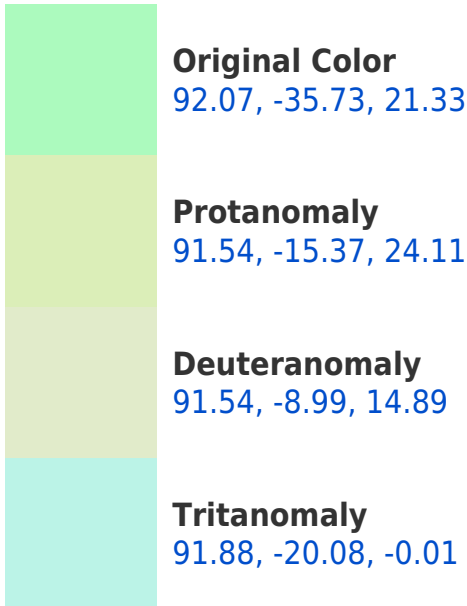 Original Color
92.07, -35.73, 21.33
Protanomaly
91.54, -15.37, 24.11
Deuteranomaly
91.54, -8.99, 14.89
Tritanomaly
91.88, -20.08, -0.01